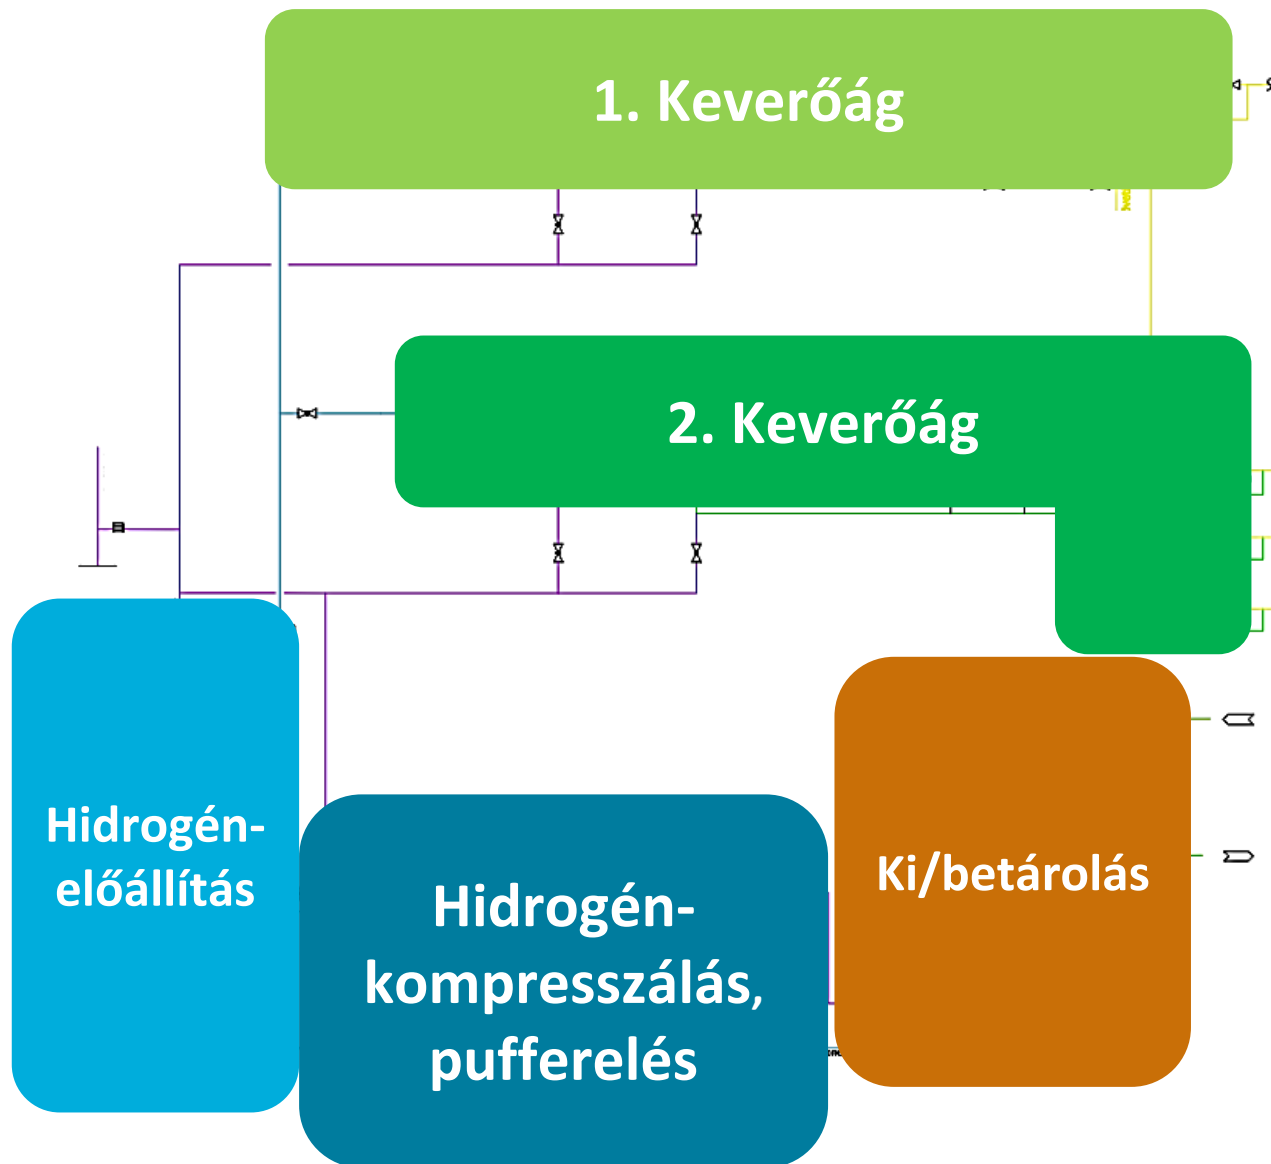 1. Keverőág
2. Keverőág
Hidrogén-
előállítás
Hidrogén-
kompresszálás,
pufferelés
Ki/betárolás